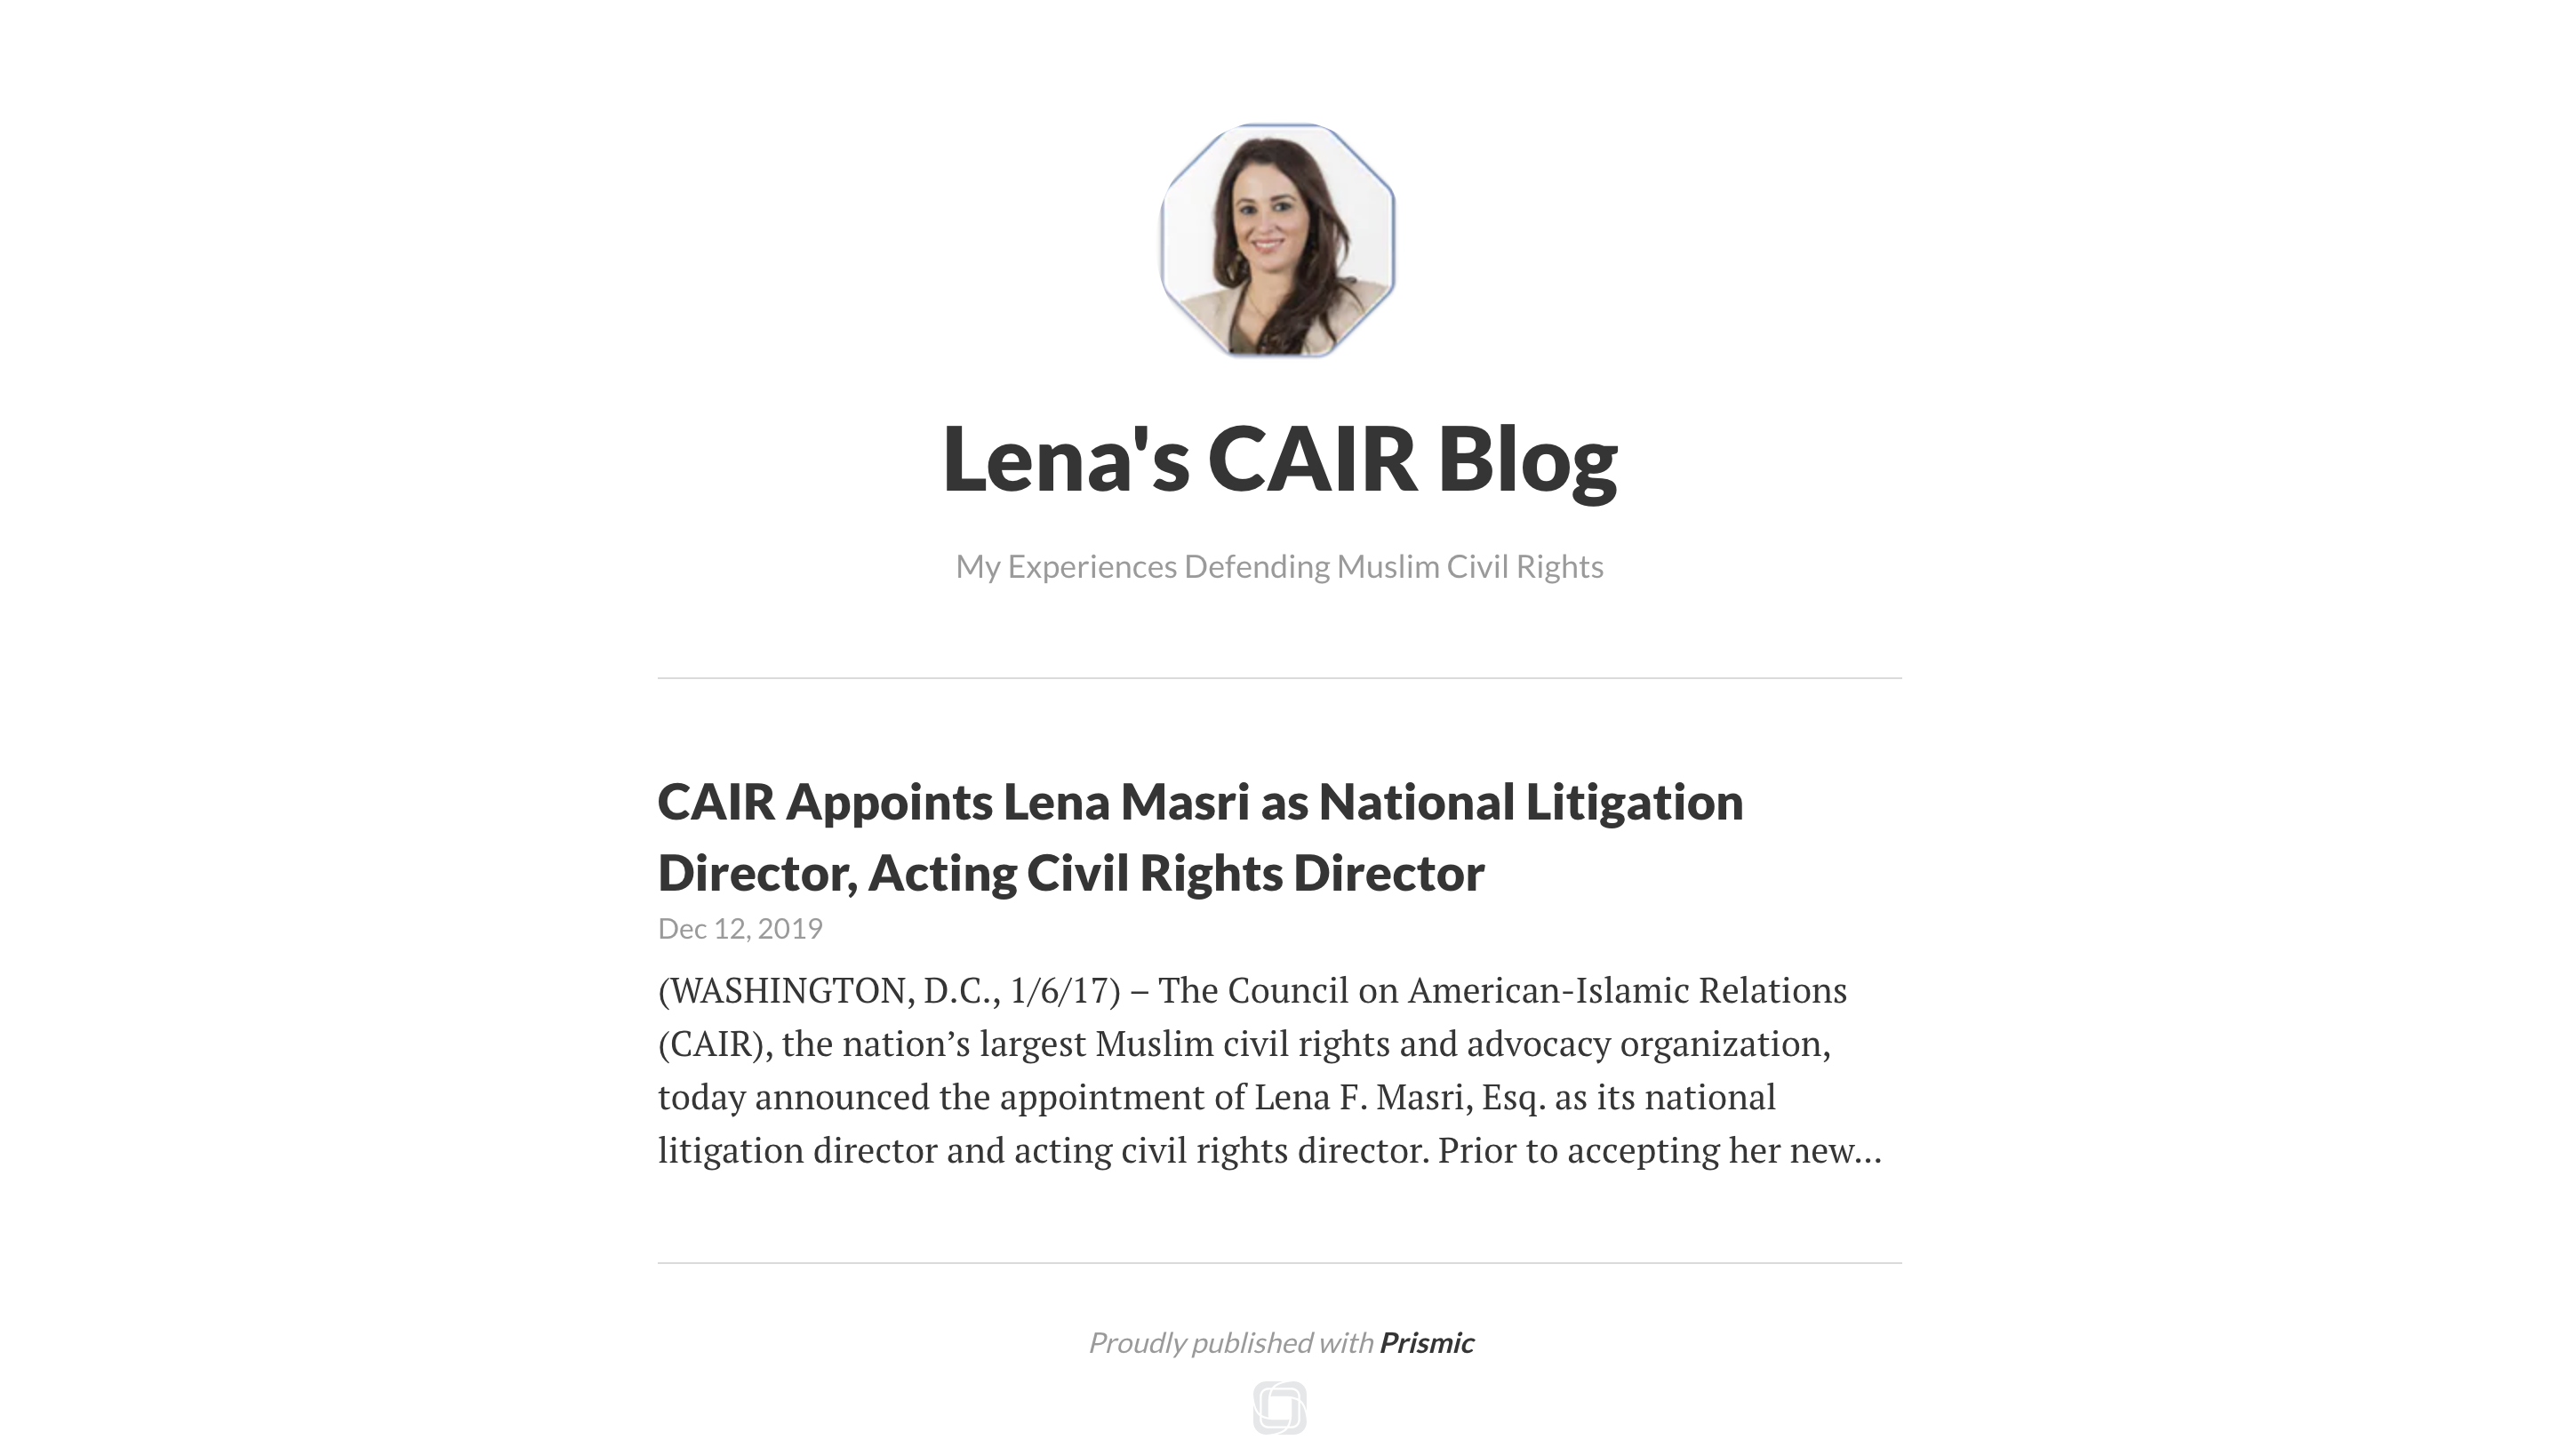 Lena's CAIR Blog
My Experiences Defending Muslim Civil Rights
CAIR Appoints Lena Masri as National Litigation
Director, Acting Civil Rights Director
Dec 12, 2019
(WASHINGTON, D.C., 1/6/17) – The Council on American-Islamic Relations
(CAIR), the nation’s largest Muslim civil rights and advocacy organization,
today announced the appointment of Lena F. Masri, Esq. as its national
litigation director and acting civil rights director. Prior to accepting her new...
Proudly published with Prismic